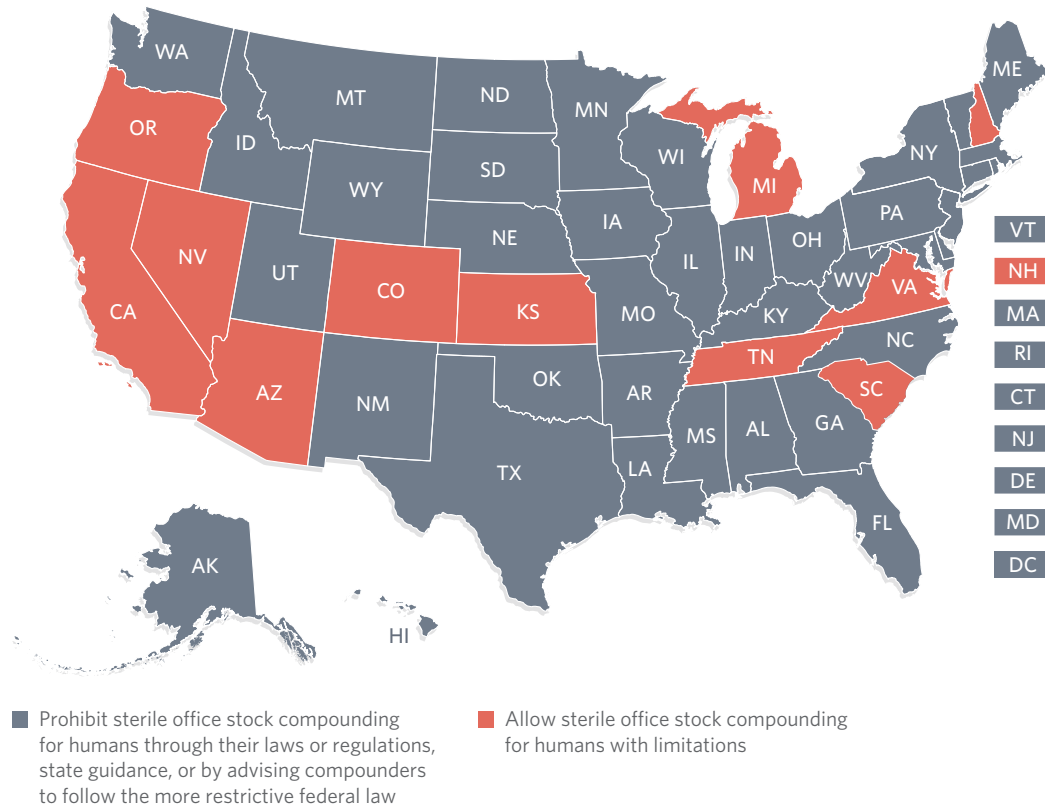 WA
MT
ND
MN
ME
OR
ID
WY
SD
WI
NY
MI
NV
UT
NE
IA
PA
CA
CO
KS
MO
IL
IN
OH
WV
VA
KY
AZ
NM
OK
AR
TN
NC
SC
TX
LA
MS
AL
GA
FL
AK
HI
VT
NH
MA
RI
CT
NJ
DE
MD
DC
Prohibit sterile office stock compounding
for humans through their laws or regulations,
state guidance, or by advising compounders
to follow the more restrictive federal law
Allow sterile office stock compounding
for humans with limitations